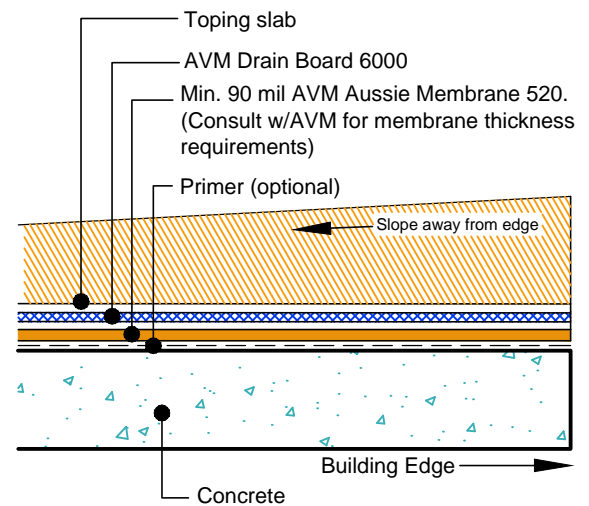 Toping slab
AVM Drain Board 6000
Min. 90 mil AVM Aussie Membrane 520.
(Consult w/AVM for membrane thickness
requirements)
Primer (optional)
Slope away from edge
Building Edge
Concrete